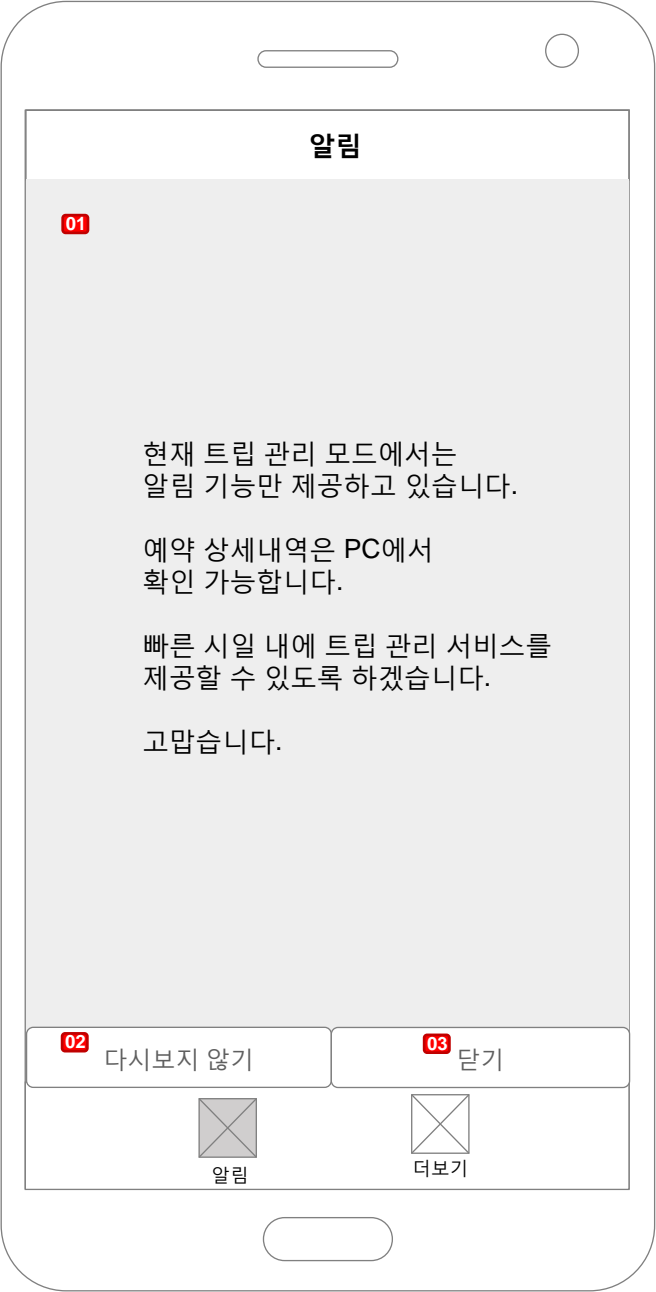 알림
01
현재 트립 관리 모드에서는
알림 기능만 제공하고 있습니다.
예약 상세내역은 PC에서
확인 가능합니다.
빠른 시일 내에 트립 관리 서비스를
제공할 수 있도록 하겠습니다.
고맙습니다.
02 다시보지 않기
03 닫기
알림
더보기